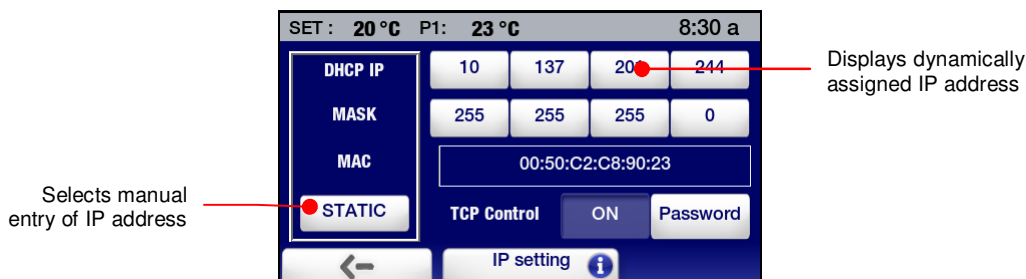 SET : 20 °C P1: 23 °C 8:30 a
DHCP IP 10 137 244
MASK 255 255 255 0
MAC 00:50:C2:C8:90:23
STATIC TCP Control ON Password
IP setting
Displays dynamically
assigned IP address
Selects manual
entry of IP address